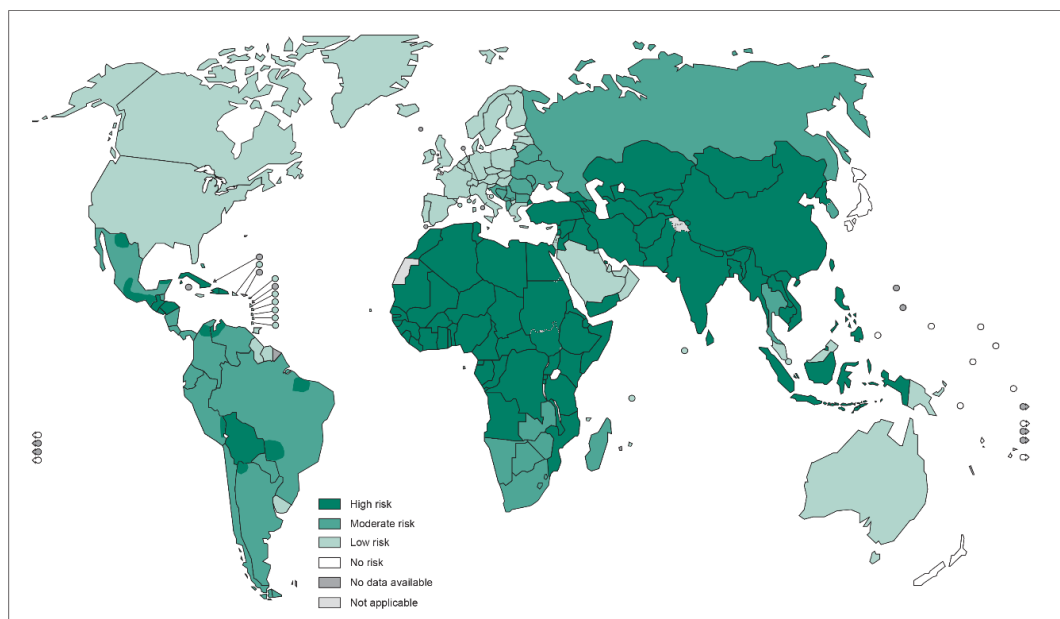 High risk
Moderate risk
Low risk
No risk
No data available
Not applicable